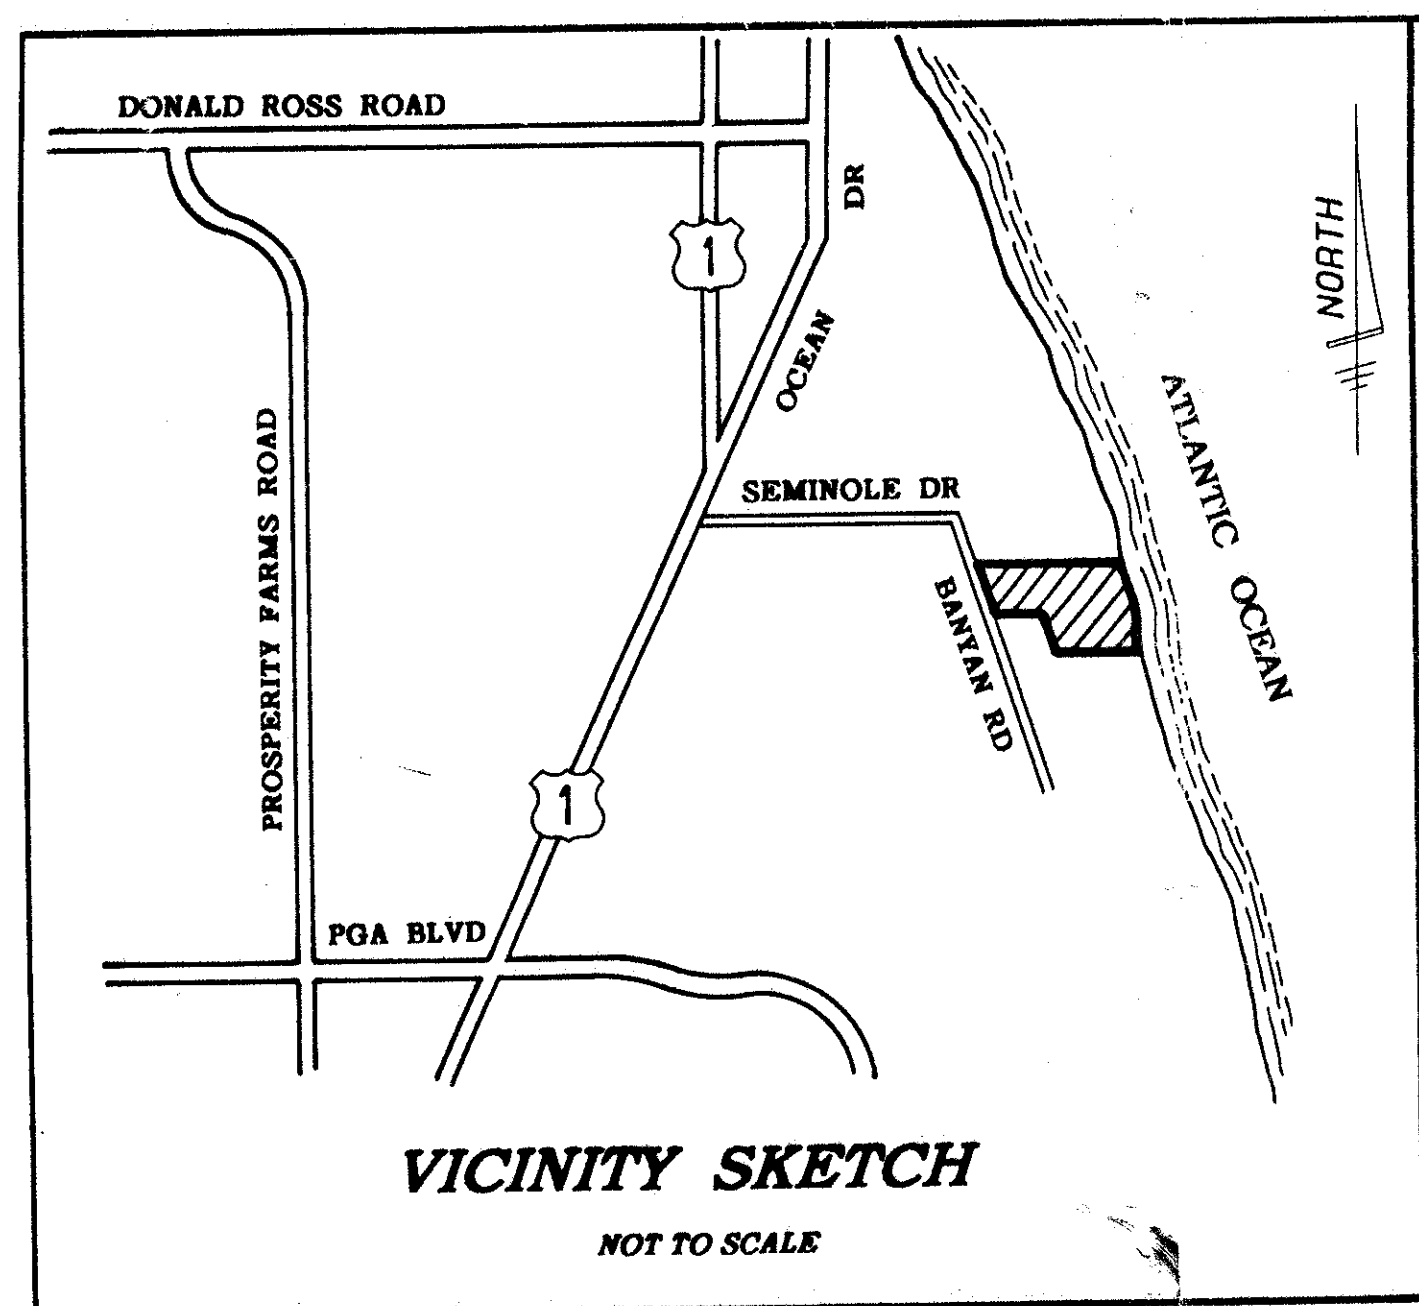 DONALD ROSS ROAD
DR
NORTH
1
OCEAN
ATLANTIC OCEAN
PROSPERITY FARMS ROAD
SEMINOLE DR
BANYAN RD
1
PGA BLVD
VICINITY SKETCH
NOT TO SCALE